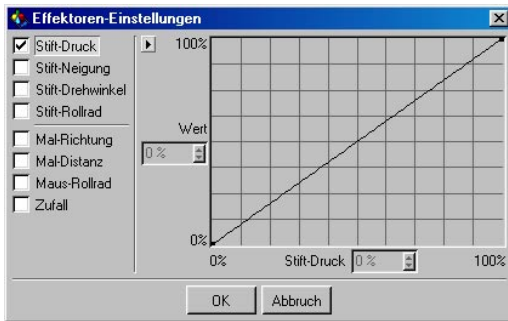 Effektoren-Einstellungen
Stift-Druck
Stift-Neigung
Stift-Drehwinkel
Stift-Rollrad
Mal-Richtung
Mal-Distanz
Maus-Rollrad
Zufall
100%
Wert
0 %
0%
0% Stift-Druck 0 % 100%
OK Abbruch